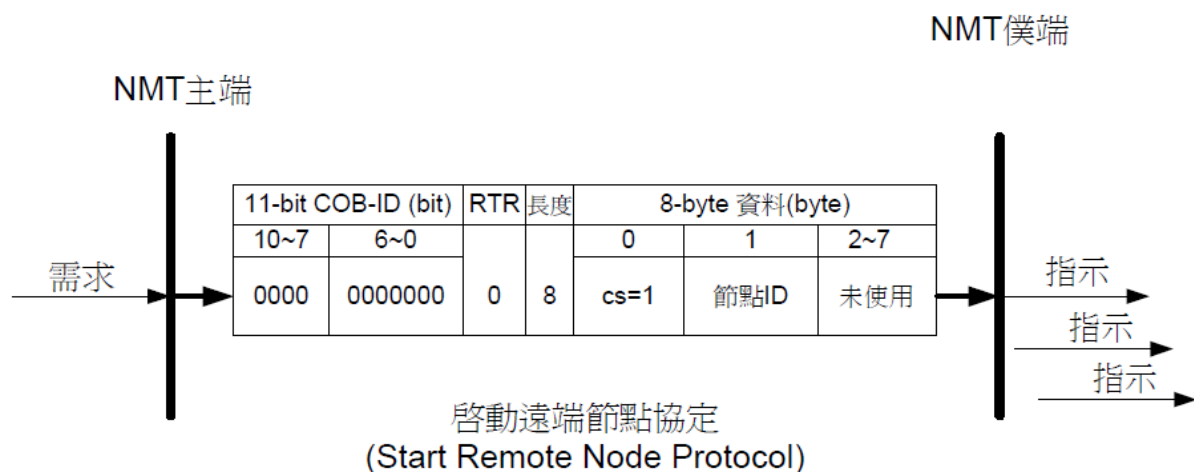 NMT僕端
NMT主端
11-bit COB-ID (bit) RTR 長度 8-byte 資料(byte)
10~7 6~0 0 1 2~7
需求 0000 0000000 0 8 cs=1 節點ID 未使用 指示
指示
指示
啓動遠端節點協定
(Start Remote Node Protocol)